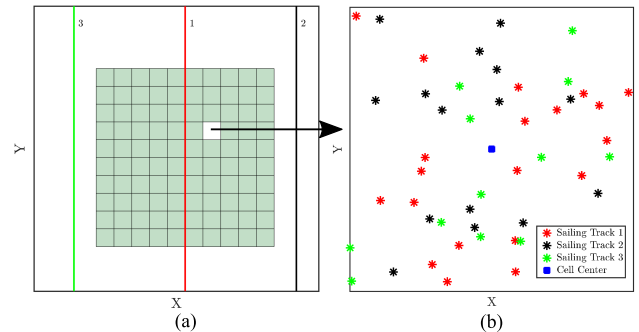 3
1
2
Y
X
(a)
Y
Sailing Track 1
Sailing Track 2
Sailing Track 3
Cell Center
X
(b)